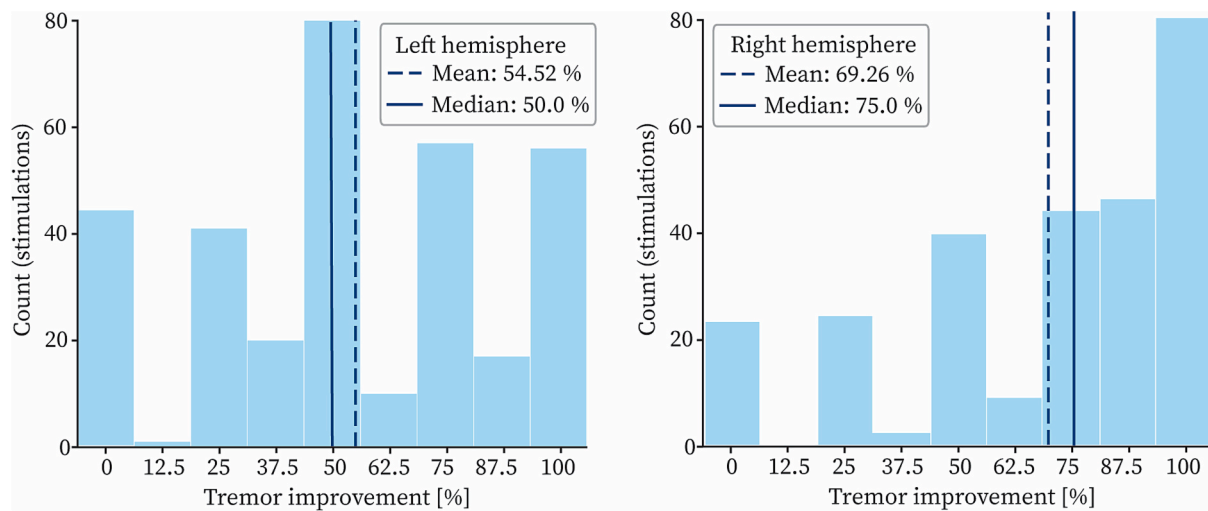 80
60
40
20
0
Count (stimulations)
Left hemisphere
Mean: 54.52 %
Median: 50.0 %
0 12.5 25 37.5 50 62.5 75 87.5 100
Tremor improvement [%]
80
60
40
20
0
Count (stimulations)
Right hemisphere
Mean: 69.26 %
Median: 75.0 %
0 12.5 25 37.5 50 62.5 75 87.5 100
Tremor improvement [%]